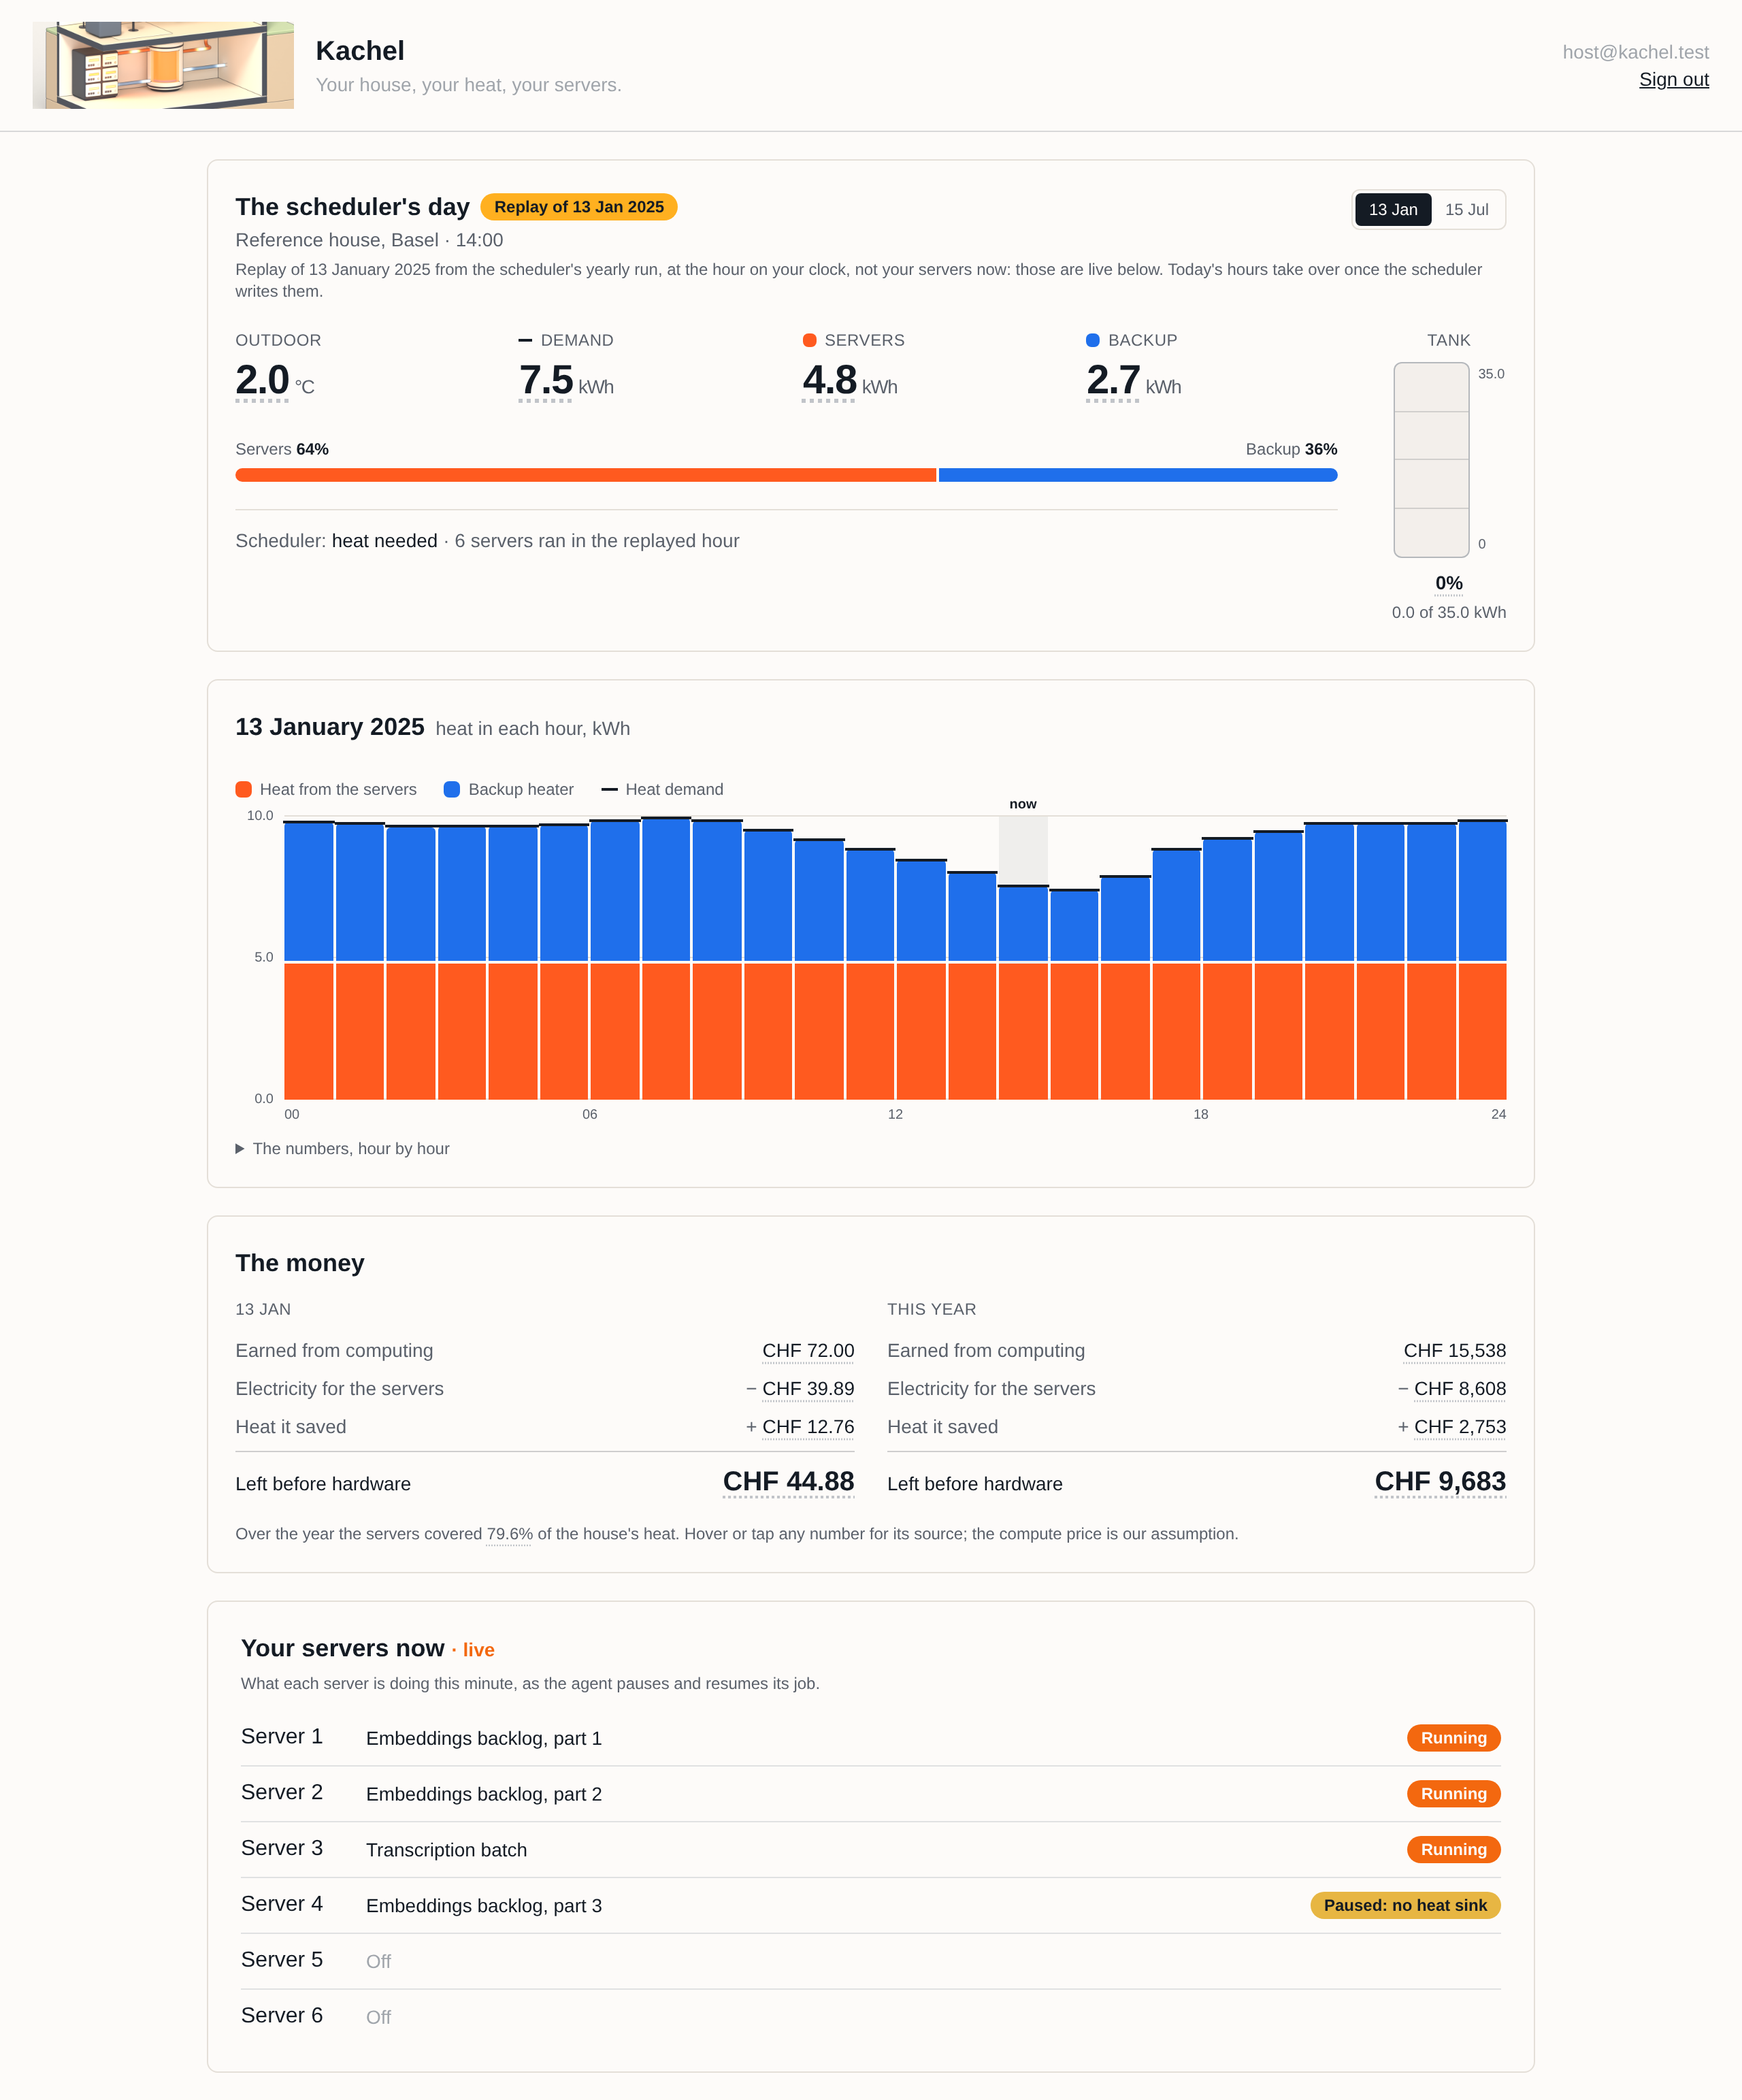 Kachel
Your house, your heat, your servers.
host@kachel.test
Sign out
The scheduler's day
Replay of 13 Jan 2025
13 Jan
15 Jul
Reference house, Basel · 14:00
Replay of 13 January 2025 from the scheduler's yearly run, at the hour on your clock, not your servers now: those are live below. Today's hours take over once the scheduler
writes them.
OUTDOOR
2.0 °C
DEMAND
7.5 kWh
SERVERS
4.8 kWh
BACKUP
2.7 kWh
TANK
35.0
0
0%
0.0 of 35.0 kWh
Servers 64%
Backup 36%
Scheduler: heat needed · 6 servers ran in the replayed hour
13 January 2025 heat in each hour, kWh
Heat from the servers
Backup heater
Heat demand
now
10.0
5.0
0.0
00
06
12
18
24
The numbers, hour by hour
The money
13 JAN
Earned from computing CHF 72.00
Electricity for the servers − CHF 39.89
Heat it saved + CHF 12.76
Left before hardware CHF 44.88
THIS YEAR
Earned from computing CHF 15,538
Electricity for the servers − CHF 8,608
Heat it saved + CHF 2,753
Left before hardware CHF 9,683
Over the year the servers covered 79.6% of the house's heat. Hover or tap any number for its source; the compute price is our assumption.
Your servers now · live
What each server is doing this minute, as the agent pauses and resumes its job.
Server 1 Embeddings backlog, part 1 Running
Server 2 Embeddings backlog, part 2 Running
Server 3 Transcription batch Running
Server 4 Embeddings backlog, part 3 Paused: no heat sink
Server 5 Off
Server 6 Off